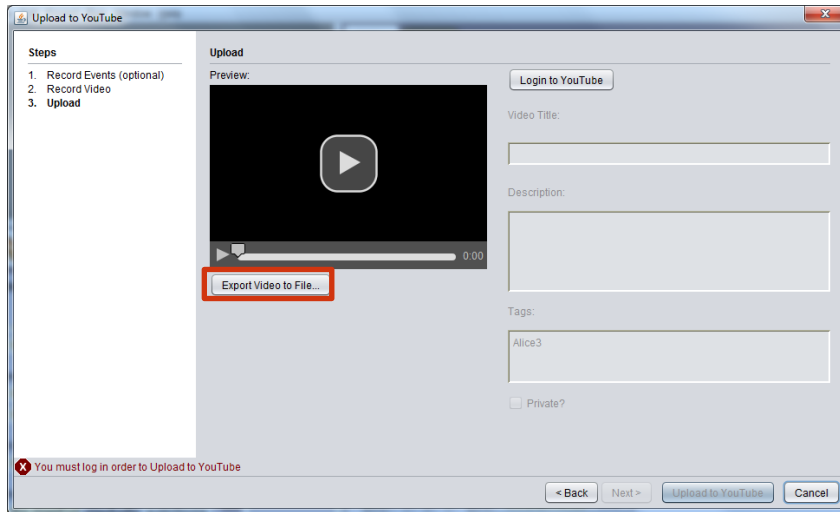 Upload to YouTube
Steps
1. Record Events (optional)
2. Record Video
3. Upload
Upload
Preview:
0:00
Export Video to File...
Login to YouTube
Video Title:
Description:
Tags:
Alice3
Private?
You must log in order to Upload to YouTube
< Back
Next >
Upload to YouTube
Cancel